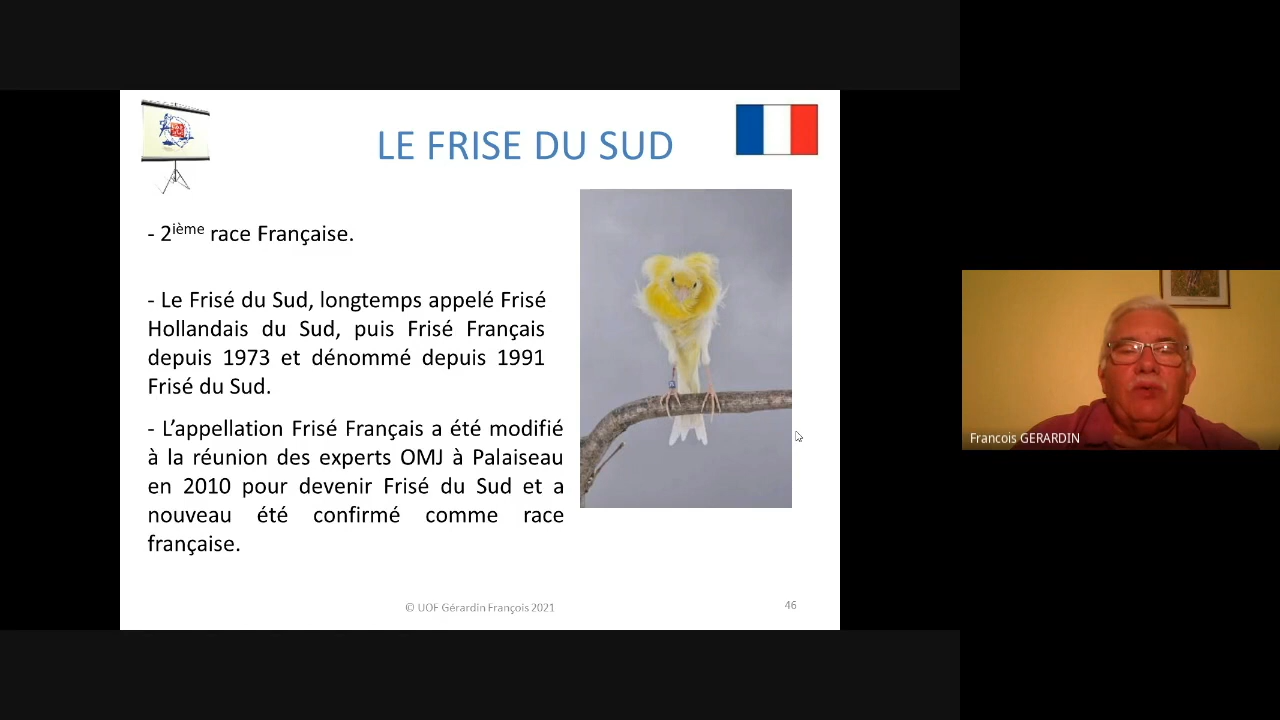 LE FRISE DU SUD
- 2ième race Française.
- Le Frisé du Sud, longtemps appelé Frisé
Hollandais du Sud, puis Frisé Français
depuis 1973 et dénommé depuis 1991
Frisé du Sud.
- L’appellation Frisé Français a été modifié
à la réunion des experts OMJ à Palaiseau
en 2010 pour devenir Frisé du Sud et a
nouveau été confirmé comme race
française.
© UOF Gérardin François 2021
46
Francois GERARDIN